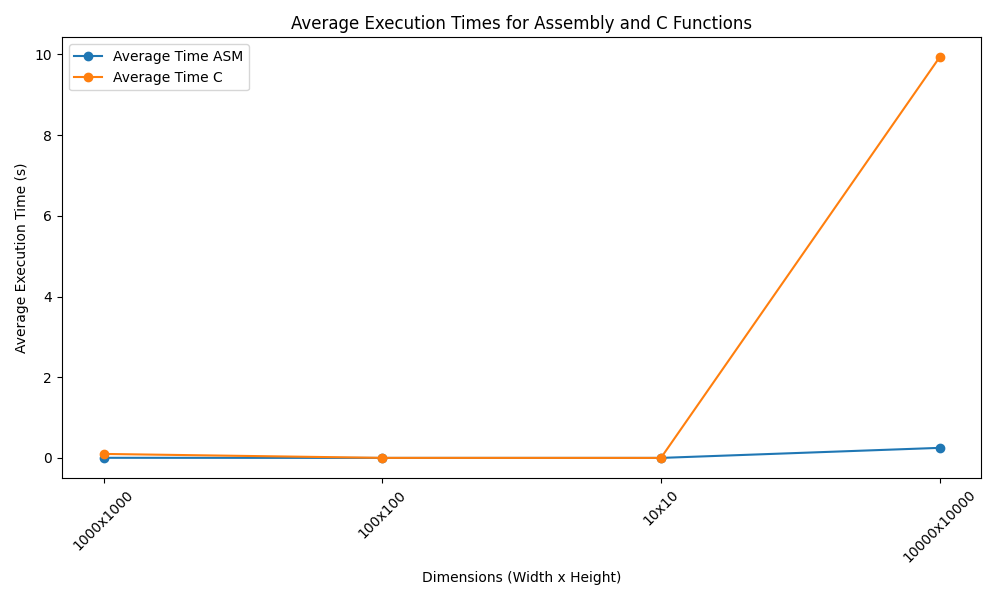 Average Execution Times for Assembly and C Functions
Average Time ASM
Average Time C
Average Execution Time (s)
10
8
6
4
2
0
1000x1000
100x100
10x10
10000x10000
Dimensions (Width x Height)